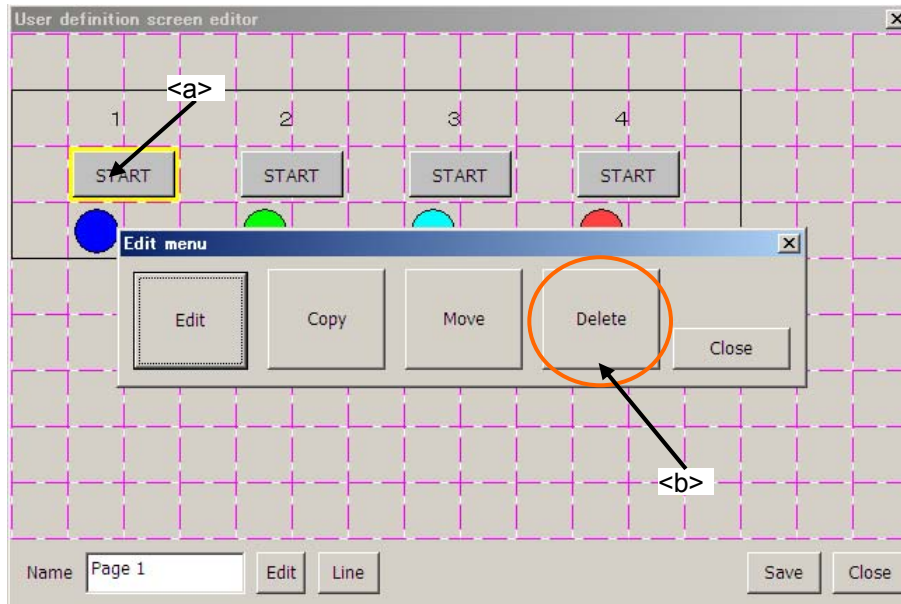 User definition screen editor
<a>
1 2 3 4
START START START START
Edit menu
Edit Copy Move Delete
Close
<b>
Name Page 1 Edit Line Save Close